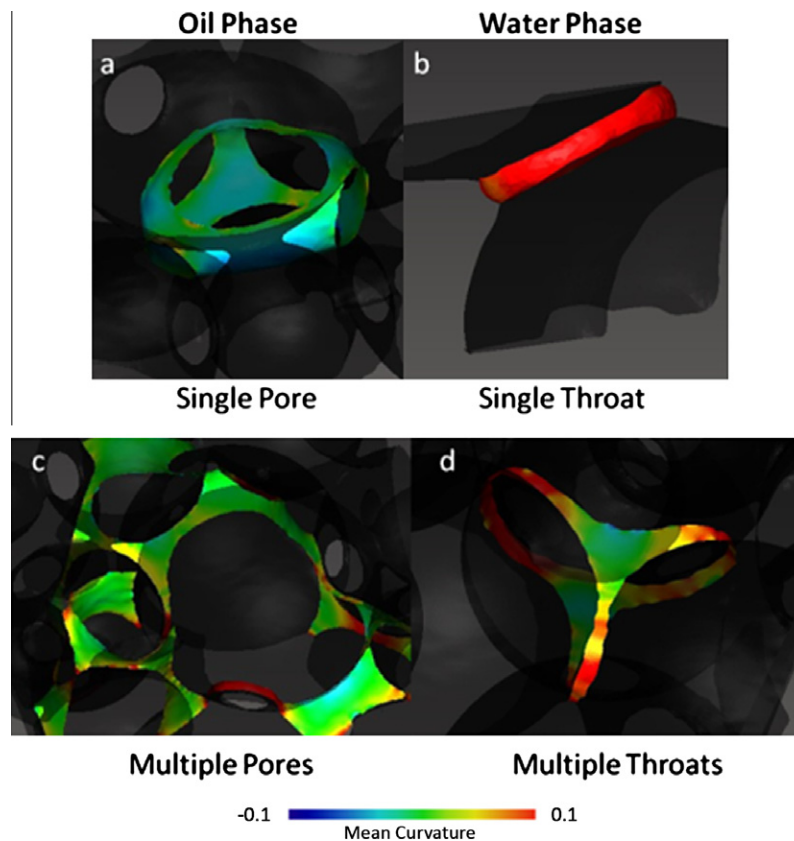 Oil Phase Water Phase
a b
Single Pore Single Throat
c d
Multiple Pores Multiple Throats
-0.1 0.1
Mean Curvature